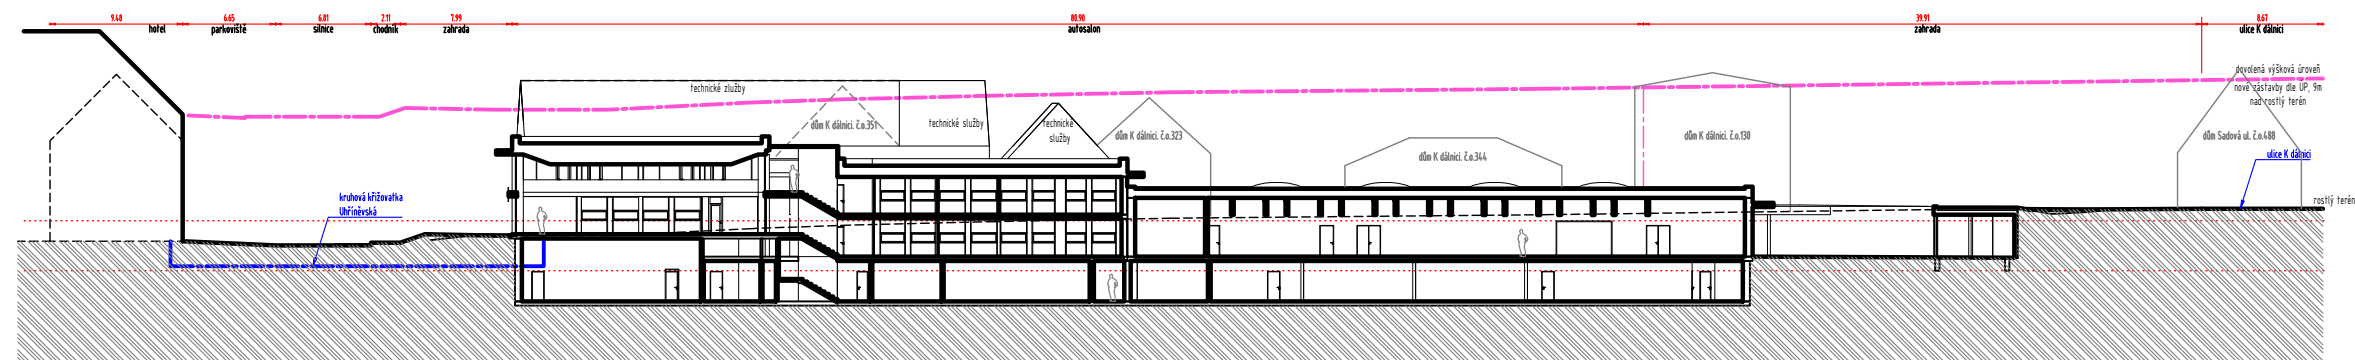 9.48 6.65 6.81 2.11 7.99 80.90 39.91 8.67
hotel parkoviště silnice chodník zahrada autosalon zahrada ulice K dálnici
dovolená výšková úroveň
nové zástavby dle UP, 9m
nad rostlý terén
technické zlužby
dům K dálnici. č.o.351
technické služby
technické
služby
dům K dálnici. č.o.323
dům K dálnici. č.o.344
dům K dálnici. č.o.130
dům Sadová ul. č.o.488
ulice K dálnici
kruhová křižovatka
Uhříněvská
rostlý terén